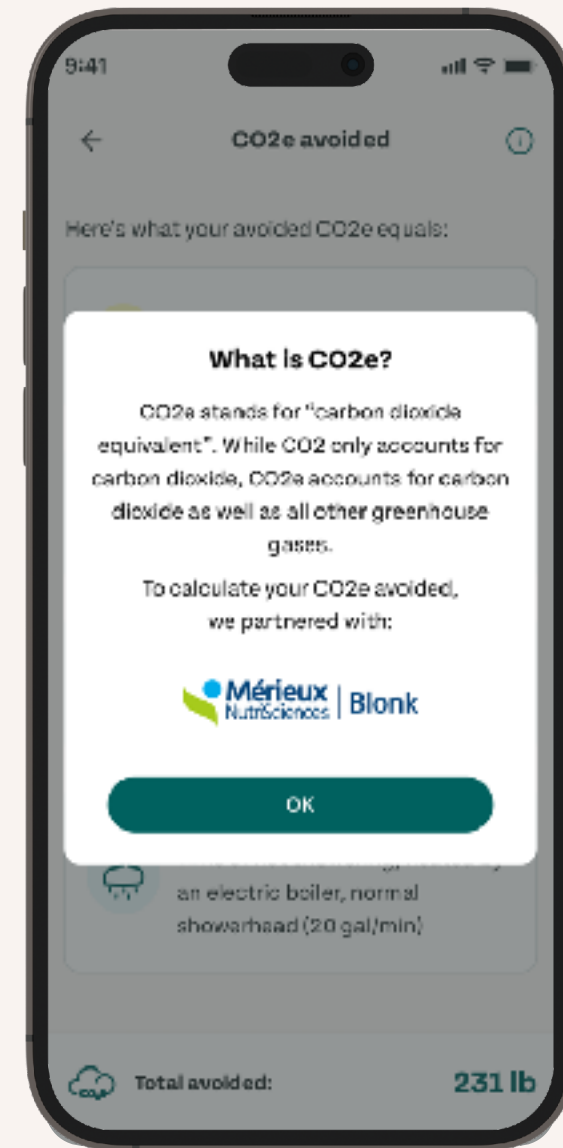 9:41
CO2e avoided
Here's what your avoided CO2e equals:
What is CO2e?
CO2e stands for "carbon dioxide
equivalent". While CO2 only accounts for
carbon dioxide, CO2e accounts for carbon
dioxide as well as all other greenhouse
gases.
To calculate your CO2e avoided,
we partnered with:
Mérieux
NutriSciences | Blonk
OK
an electric boiler, normal
showerhead (20 gal/min)
Total avoided:
231 lb